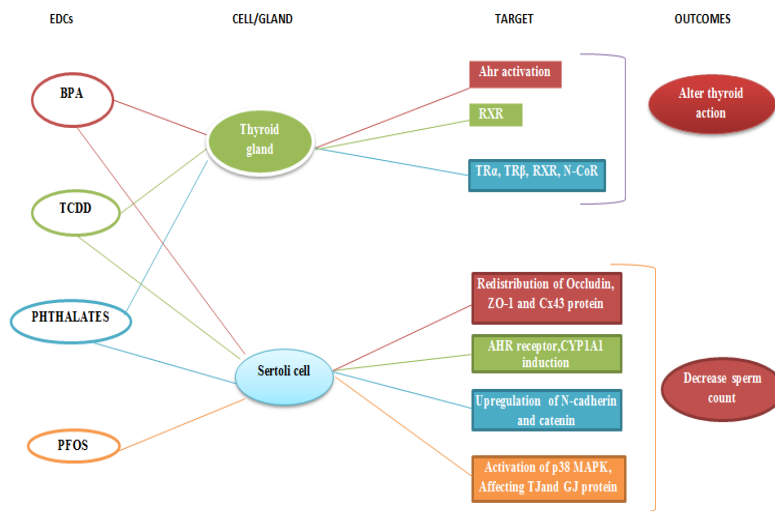 EDCs CELL/GLAND TARGET OUTCOMES
BPA
TCDD
PHTHALATES
PFOS
Thyroid
gland
Sertoli cell
Ahr activation
RXR
TRα, TRβ, RXR, N-CoR
Redistribution of Occludin,
ZO-1 and Cx43 protein
AHR receptor,CYP1A1
induction
Upregulation of N-cadherin
and catenin
Activation of p38 MAPK,
Affecting TJand GJ protein
Alter thyroid
action
Decrease sperm
count